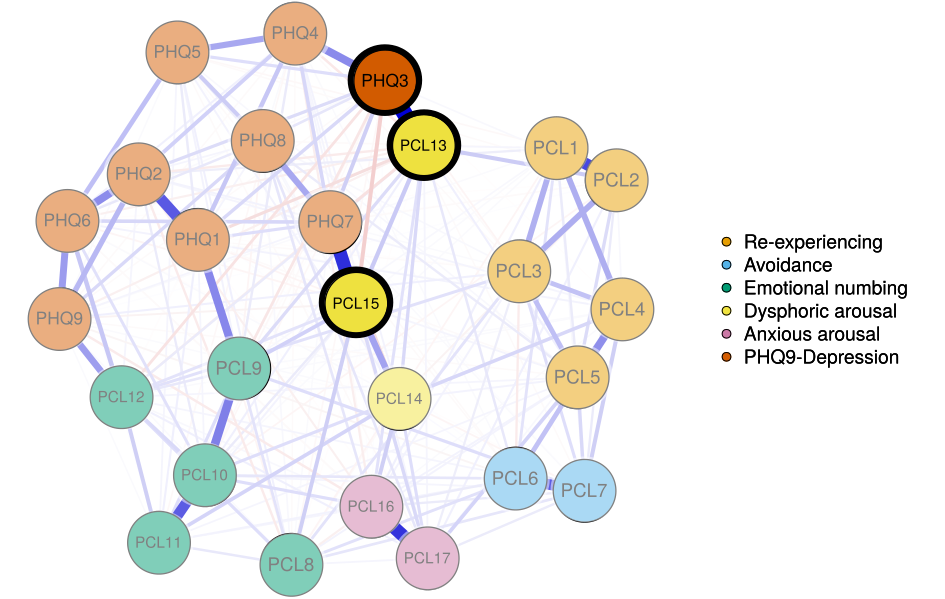 PHQ4
PHQ5
PHQ3
PHQ8
PCL13
PCL1
PHQ2
PCL2
PHQ6
PHQ7
PHQ1
PCL3
PCL15
PCL4
PHQ9
PCL9
PCL5
PCL12
PCL14
PCL10
PCL6
PCL7
PCL16
PCL11
PCL17
PCL8
Re-experiencing
Avoidance
Emotional numbing
Dysphoric arousal
Anxious arousal
PHQ9-Depression